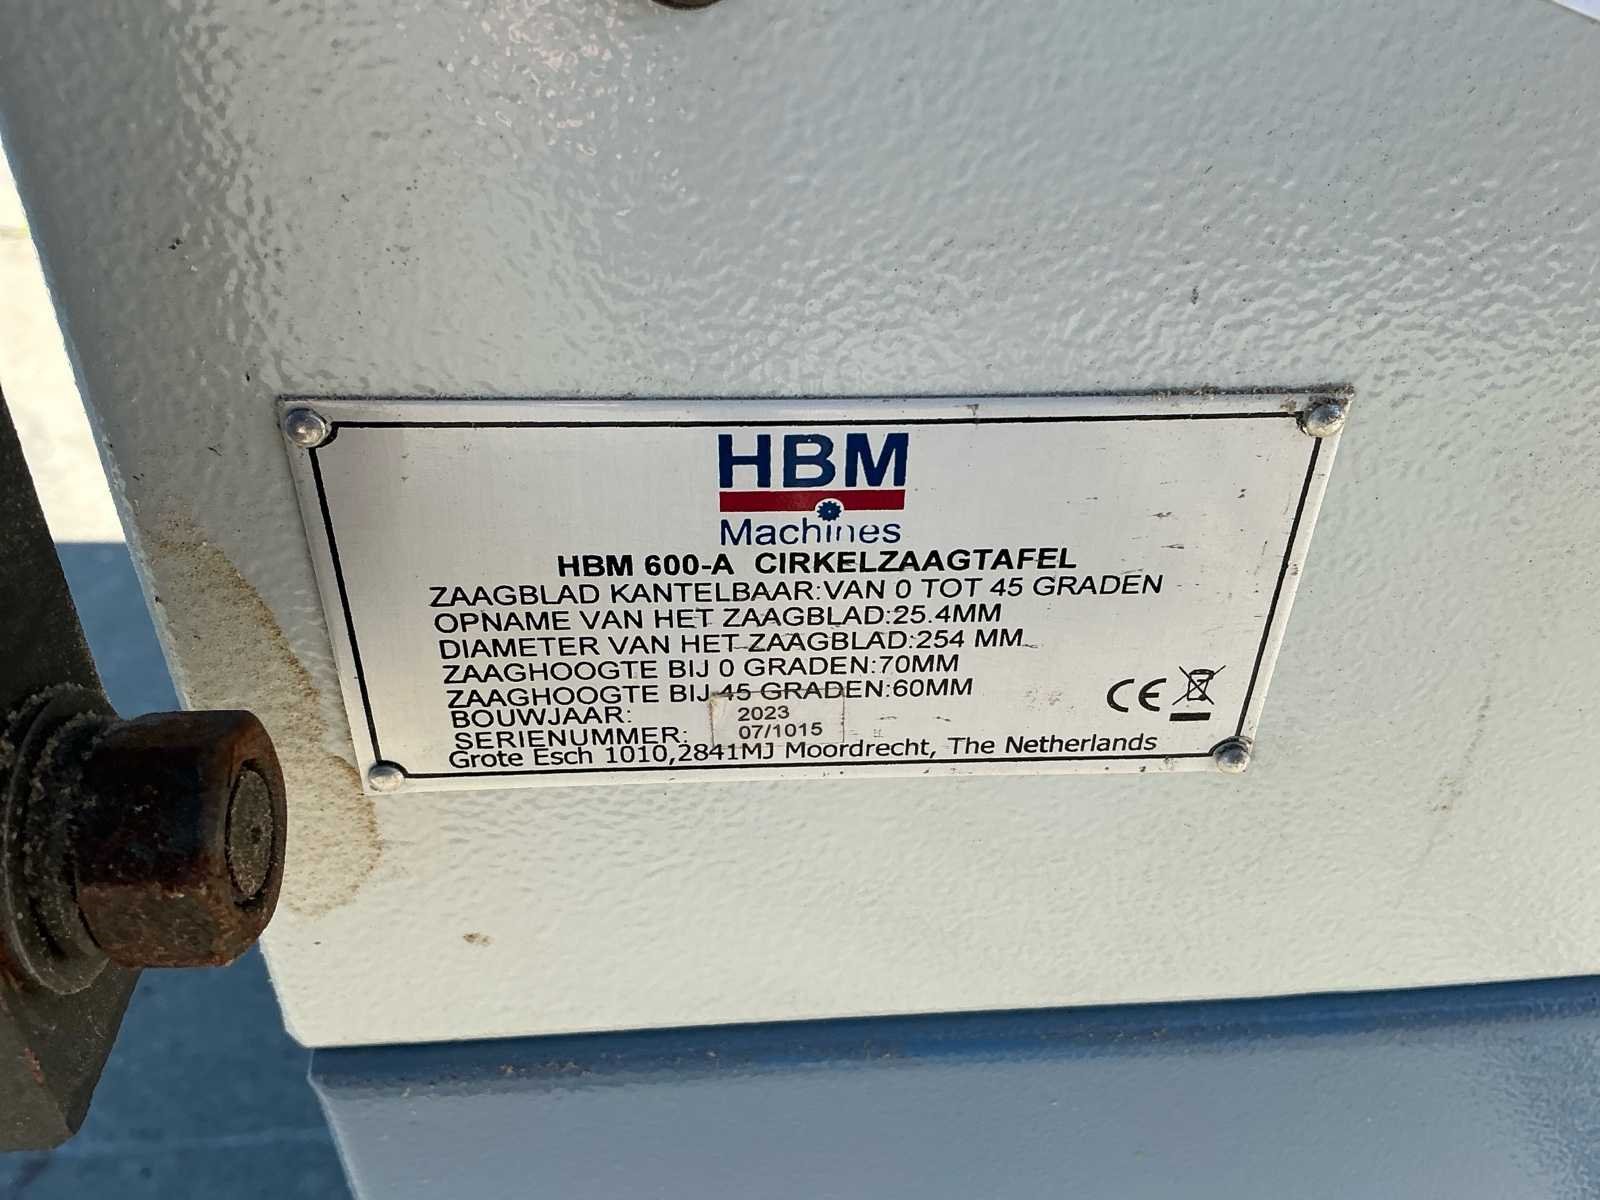 HBM
Machines
HBM 600-A CIRKELZAAGTAFEL
ZAAGBLAD KANTELBAAR:VAN 0 TOT 45 GRADEN
OPNAME VAN HET ZAAGBLAD:25.4MM
DIAMETER VAN HET ZAAGBLAD:254 MM
ZAAGHOOGTE BIJ 0 GRADEN:70MM
ZAAGHOOGTE BIJ 45 GRADEN:60MM
BOUWJAAR: 2023
SERIENUMMER: 07/1015
Grote Esch 1010,2841MJ Moordrecht, The Netherlands
CE